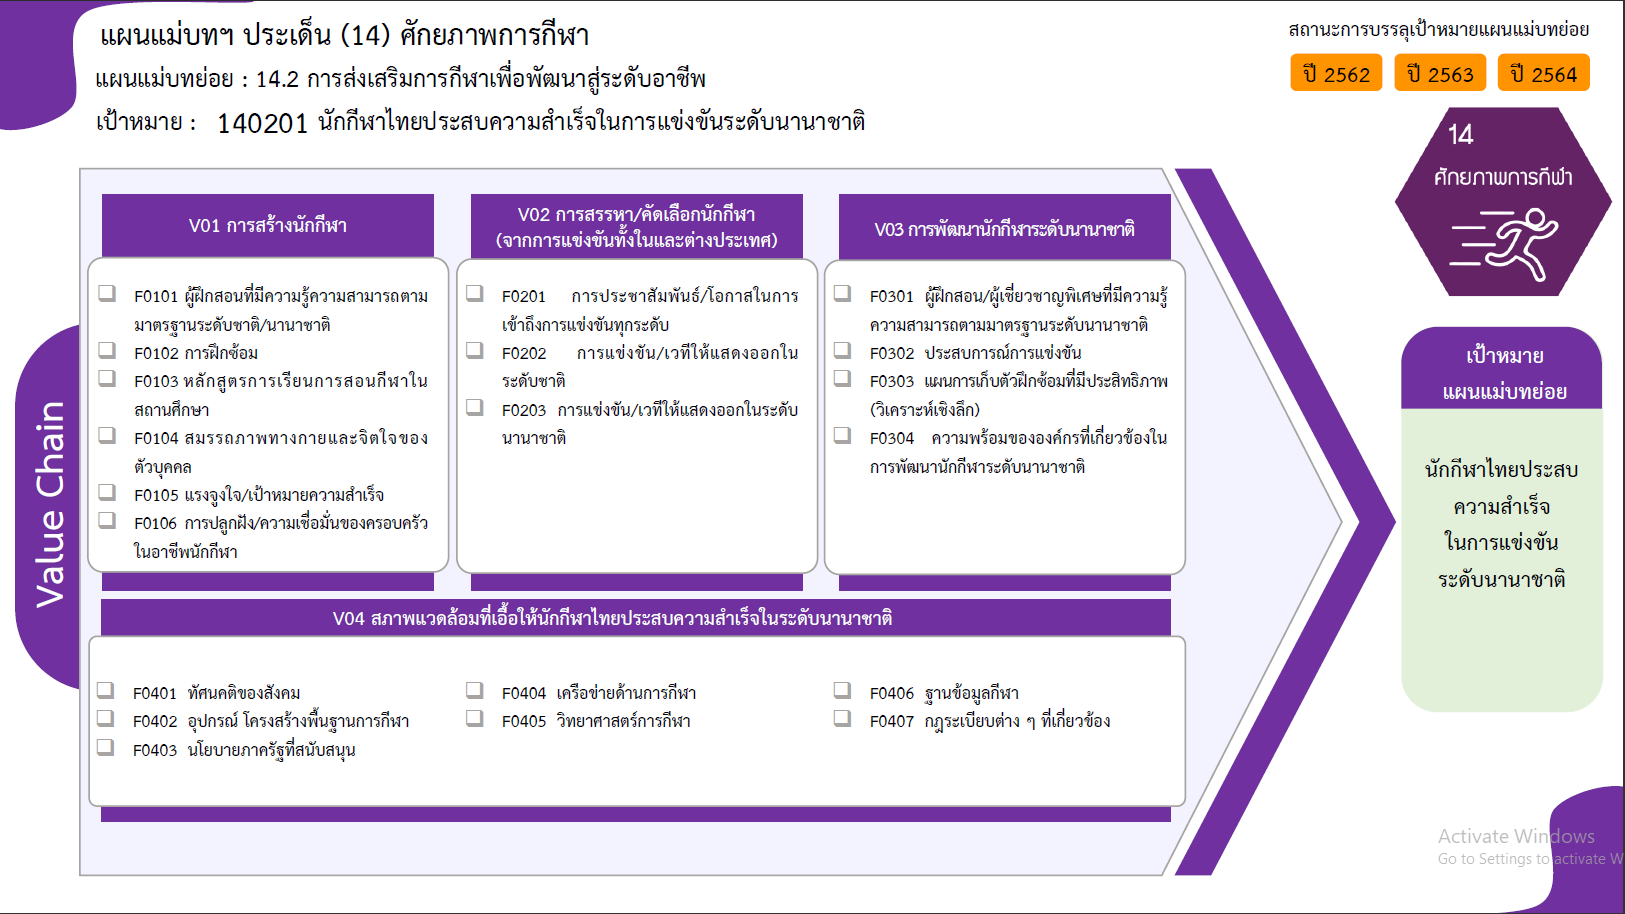 แผนแม่บทฯ ประเด็น (14) ศักยภาพการกีฬา
แผนแม่บทย่อย : 14.2 การส่งเสริมการกีฬาเพื่อพัฒนาสู่ระดับอาชีพ
เป้าหมาย : 140201 นักกีฬาไทยประสบความสำเร็จในการแข่งขันระดับนานาชาติ
สถานะการบรรลุเป้าหมายแผนแม่บทย่อย
ปี 2562 ปี 2563 ปี 2564
14
ศักยภาพการกีฬา
Value Chain
V01 การสร้างนักกีฬา
F0101 ผู้ฝึกสอนที่มีความรู้ความสามารถตาม
มาตรฐานระดับชาติ/นานาชาติ
F0102 การฝึกซ้อม
F0103 หลักสูตรการเรียนการสอนกีฬาใน
สถานศึกษา
F0104 สมรรถภาพทางกายและจิตใจของ
ตัวบุคคล
F0105 แรงจูงใจ/เป้าหมายความสำเร็จ
F0106 การปลูกฝัง/ความเชื่อมั่นของครอบครัว
ในอาชีพนักกีฬา
V02 การสรรหา/คัดเลือกนักกีฬา
(จากการแข่งขันทั้งในและต่างประเทศ)
F0201 การประชาสัมพันธ์/โอกาสในการ
เข้าถึงการแข่งขันทุกระดับ
F0202 การแข่งขัน/เวทีให้แสดงออกใน
ระดับชาติ
F0203 การแข่งขัน/เวทีให้แสดงออกในระดับ
นานาชาติ
V03 การพัฒนานักกีฬาระดับนานาชาติ
F0301 ผู้ฝึกสอน/ผู้เชี่ยวชาญพิเศษที่มีความรู้
ความสามารถตามมาตรฐานระดับนานาชาติ
F0302 ประสบการณ์การแข่งขัน
F0303 แผนการเก็บตัวฝึกซ้อมที่มีประสิทธิภาพ
(วิเคราะห์เชิงลึก)
F0304 ความพร้อมขององค์กรที่เกี่ยวข้องใน
การพัฒนานักกีฬาระดับนานาชาติ
V04 สภาพแวดล้อมที่เอื้อให้นักกีฬาไทยประสบความสำเร็จในระดับนานาชาติ
F0401 ทัศนคติของสังคม
F0402 อุปกรณ์ โครงสร้างพื้นฐานการกีฬา
F0403 นโยบายภาครัฐที่สนับสนุน
F0404 เครือข่ายด้านการกีฬา
F0405 วิทยาศาสตร์การกีฬา
F0406 ฐานข้อมูลกีฬา
F0407 กฎระเบียบต่าง ๆ ที่เกี่ยวข้อง
เป้าหมาย
แผนแม่บทย่อย
นักกีฬาไทยประสบ
ความสำเร็จ
ในการแข่งขัน
ระดับนานาชาติ
Activate Windows
Go to Settings to activate W